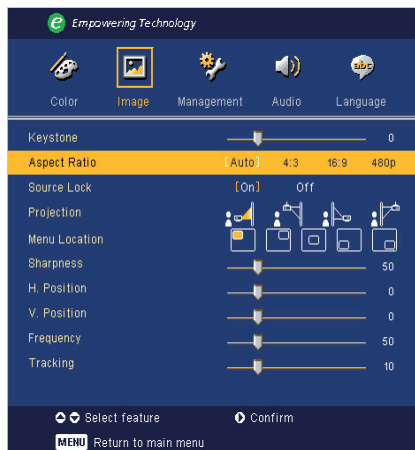 e Empowering Technology
abc
Color Image Management Audio Language
Keystone 0
Aspect Ratio [Auto] 4:3 16:9 480p
Source Lock [On] Off
Projection
Menu Location
Sharpness 50
H. Position 0
V. Position 0
Frequency 50
Tracking 10
Select feature Confirm
MENU Return to main menu